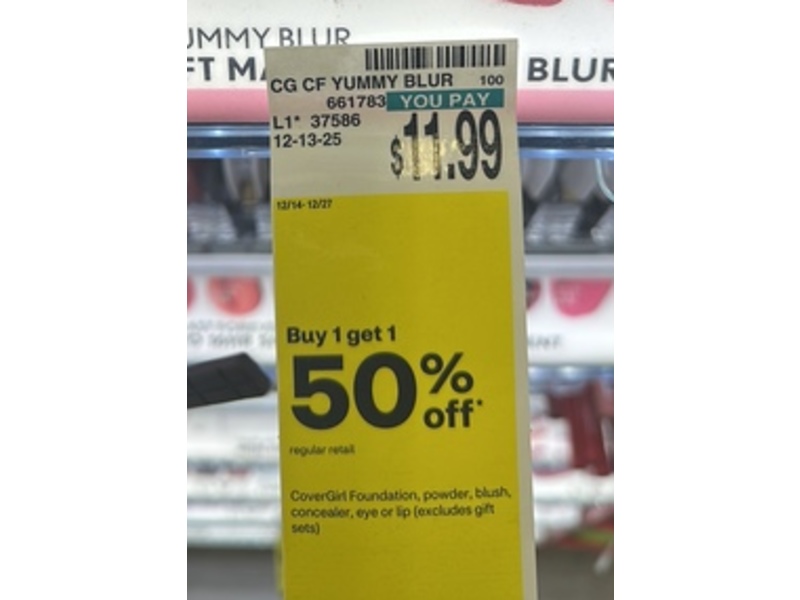 UMMY BLUR
FT MA
BLUR
CG CF YUMMY BLUR 100
661783 YOU PAY
L1* 37586
12-13-25
$11.99
12/14-12/27
Buy 1 get 1
50%
off*
regular retail
CoverGirl Foundation, powder, blush,
concealer, eye or lip (excludes gift
sets)